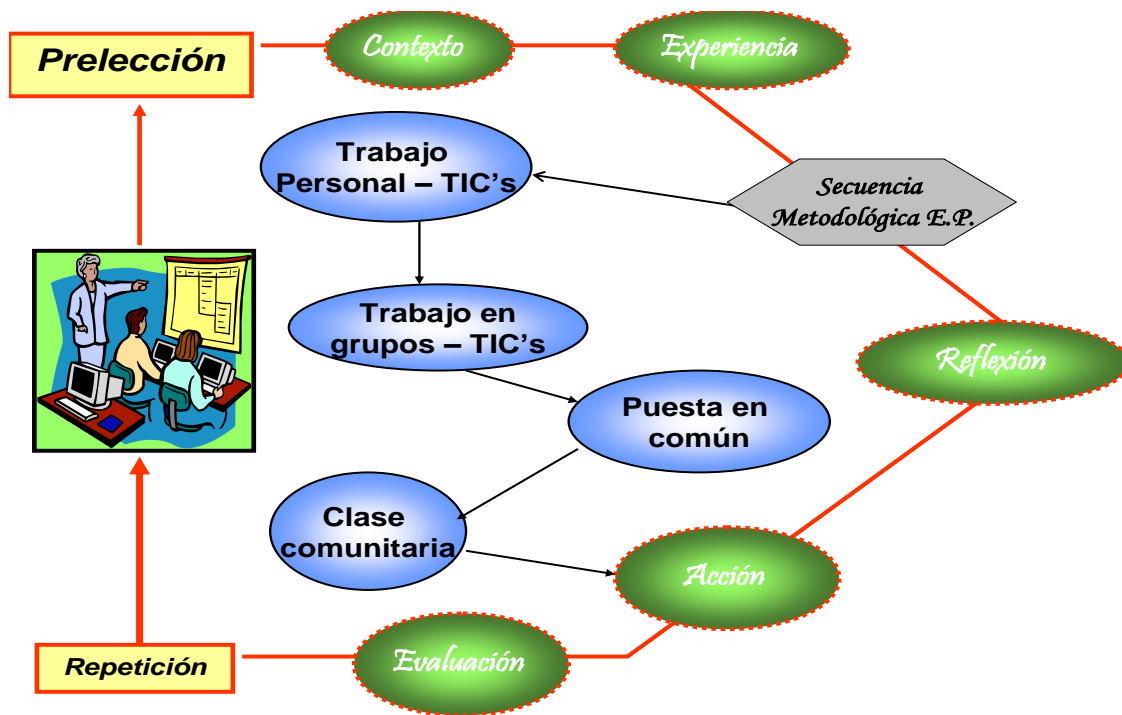 Prelección
Contexto
Experiencia
Trabajo
Personal – TIC’s
Secuencia
Metodológica E.P.
Trabajo en
grupos – TIC’s
Reflexión
Puesta en
común
Clase
comunitaria
Acción
Evaluación
Repetición